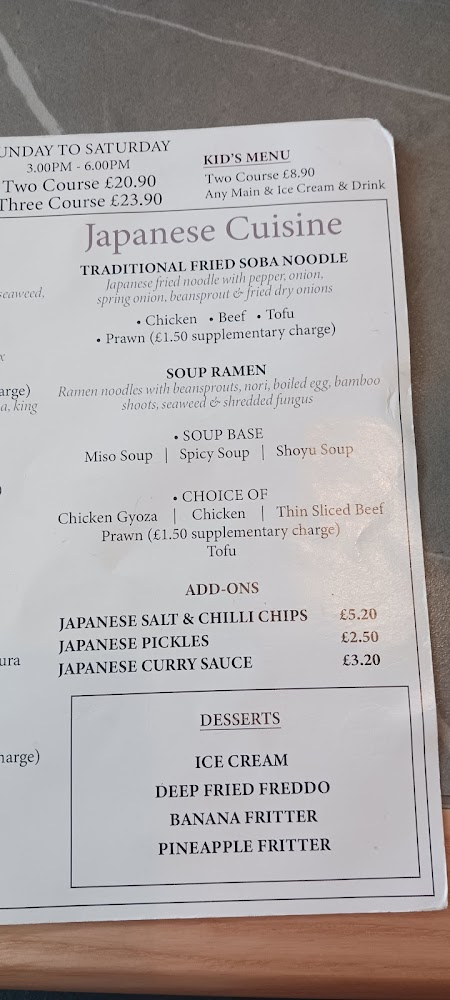 UNDAY TO SATURDAY
3.00PM - 6.00PM
Two Course £20.90
Three Course £23.90
KID'S MENU
Two Course £8.90
Any Main & Ice Cream & Drink
Japanese Cuisine
TRADITIONAL FRIED SOBA NOODLE
Japanese fried noodle with pepper, onion,
spring onion, beansprout & fried dry onions
• Chicken • Beef • Tofu
• Prawn (£1.50 supplementary charge)
SOUP RAMEN
Ramen noodles with beansprouts, nori, boiled egg, bamboo
shoots, seaweed & shredded fungus
• SOUP BASE
Miso Soup | Spicy Soup | Shoyu Soup
• CHOICE OF
Chicken Gyoza | Chicken | Thin Sliced Beef
Prawn (£1.50 supplementary charge)
Tofu
ADD-ONS
JAPANESE SALT & CHILLI CHIPS £5.20
JAPANESE PICKLES £2.50
JAPANESE CURRY SAUCE £3.20
DESSERTS
ICE CREAM
DEEP FRIED FREDDO
BANANA FRITTER
PINEAPPLE FRITTER
seaweed,
arge)
a, king
ura
harge)